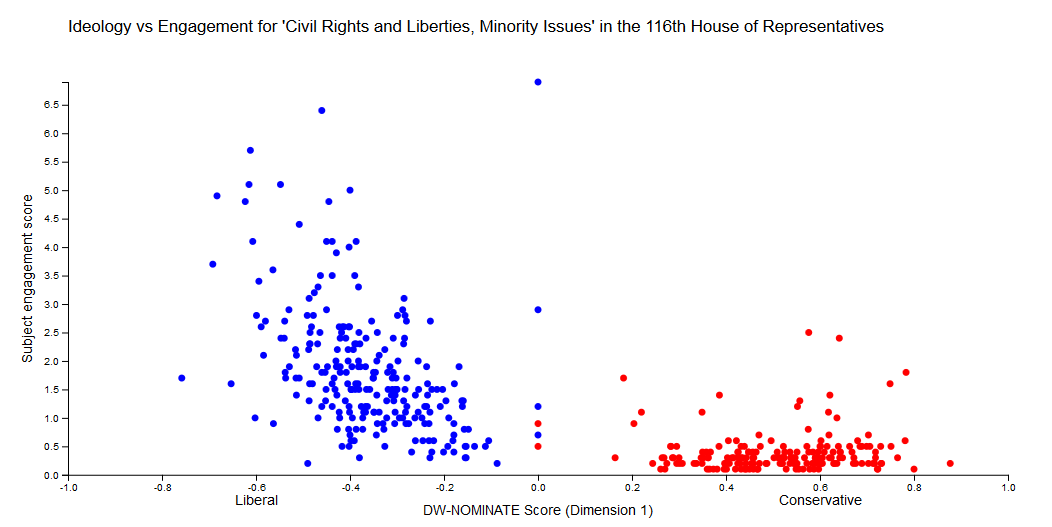 Ideology vs Engagement for 'Civil Rights and Liberties, Minority Issues' in the 116th House of Representatives
6.5
6.0
5.5
5.0
4.5
4.0
3.5
3.0
2.5
2.0
1.5
1.0
0.5
0.0
Subject engagement score
-1.0 -0.8 -0.6 -0.4 -0.2 0.0 0.2 0.4 0.6 0.8 1.0
Liberal Conservative
DW-NOMINATE Score (Dimension 1)